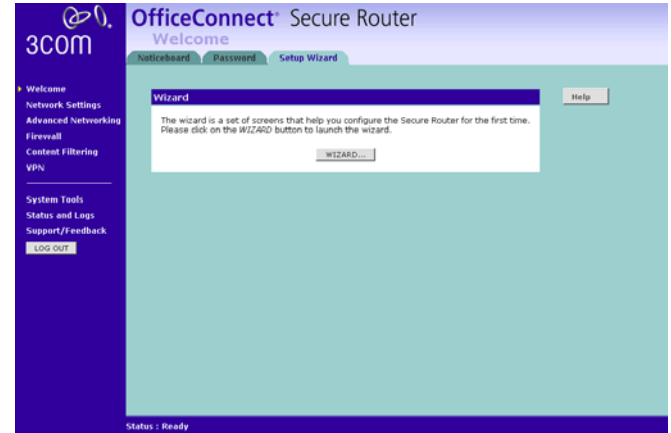 3COM
OfficeConnect® Secure Router
Welcome
Noticeboard Password Setup Wizard
Welcome
Network Settings
Advanced Networking
Firewall
Content Filtering
VPN
System Tools
Status and Logs
Support/Feedback
LOG OUT
Wizard
The wizard is a set of screens that help you configure the Secure Router for the first time.
Please click on the WIZARD button to launch the wizard.
WIZARD...
Help
Status : Ready